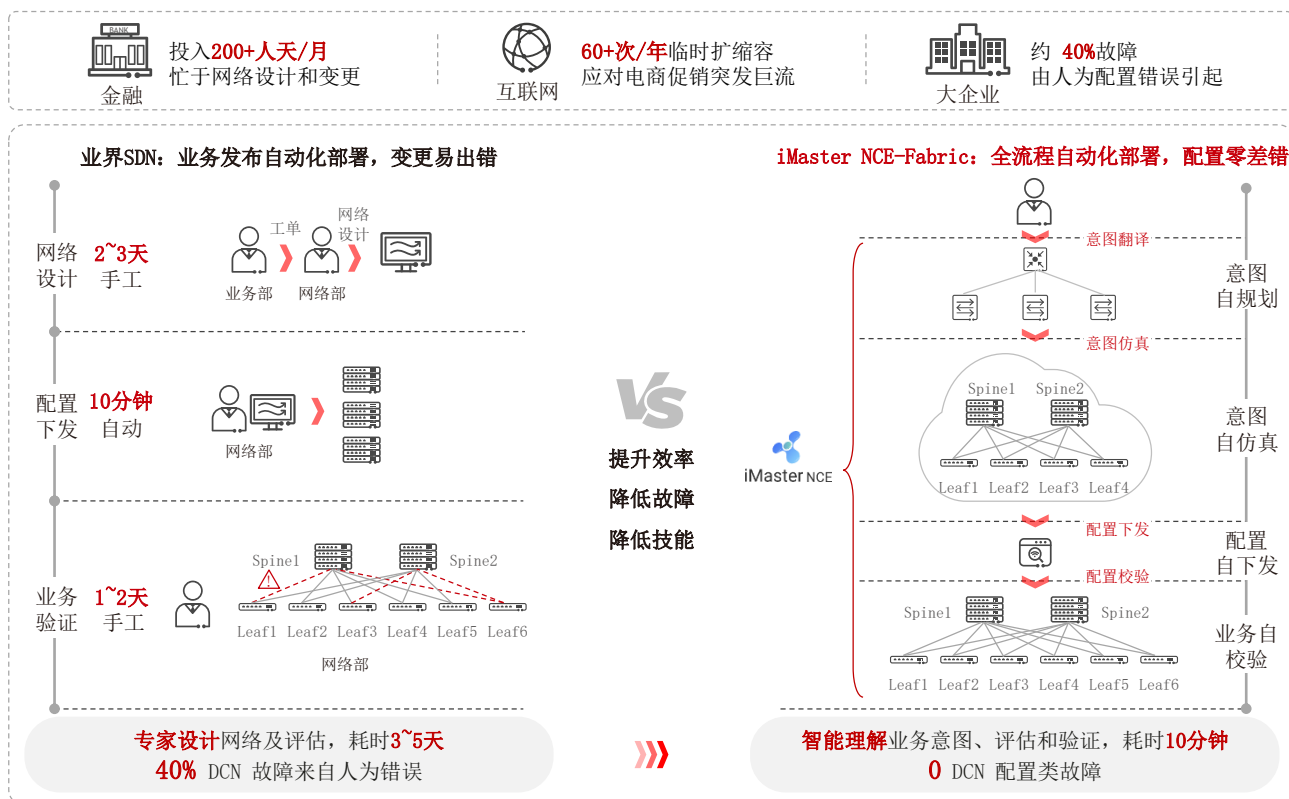 BANK
金融
投入200+人天/月
忙于网络设计和变更
互联网
60+次/年临时扩缩容
应对电商促销突发巨流
大企业
约 40%故障
由人为配置错误引起
业界SDN：业务发布自动化部署，变更易出错
网络
设计
2~3天
手工
工单
网络
设计
业务部
网络部
配置
下发
10分钟
自动
网络部
业务
验证
1~2天
手工
Spine1
Spine2
Leaf1
Leaf2
Leaf3
Leaf4
Leaf5
Leaf6
网络部
专家设计网络及评估，耗时3~5天
40% DCN 故障来自人为错误
VS
提升效率
降低故障
降低技能
iMaster NCE
iMaster NCE-Fabric：全流程自动化部署，配置零差错
意图翻译
意图
自规划
意图仿真
Spine1
Spine2
Leaf1
Leaf2
Leaf3
Leaf4
意图
自仿真
配置下发
配置
自下发
配置校验
Spine1
Spine2
Leaf1
Leaf2
Leaf3
Leaf4
Leaf5
Leaf6
业务自
校验
智能理解业务意图、评估和验证，耗时10分钟
0 DCN 配置类故障